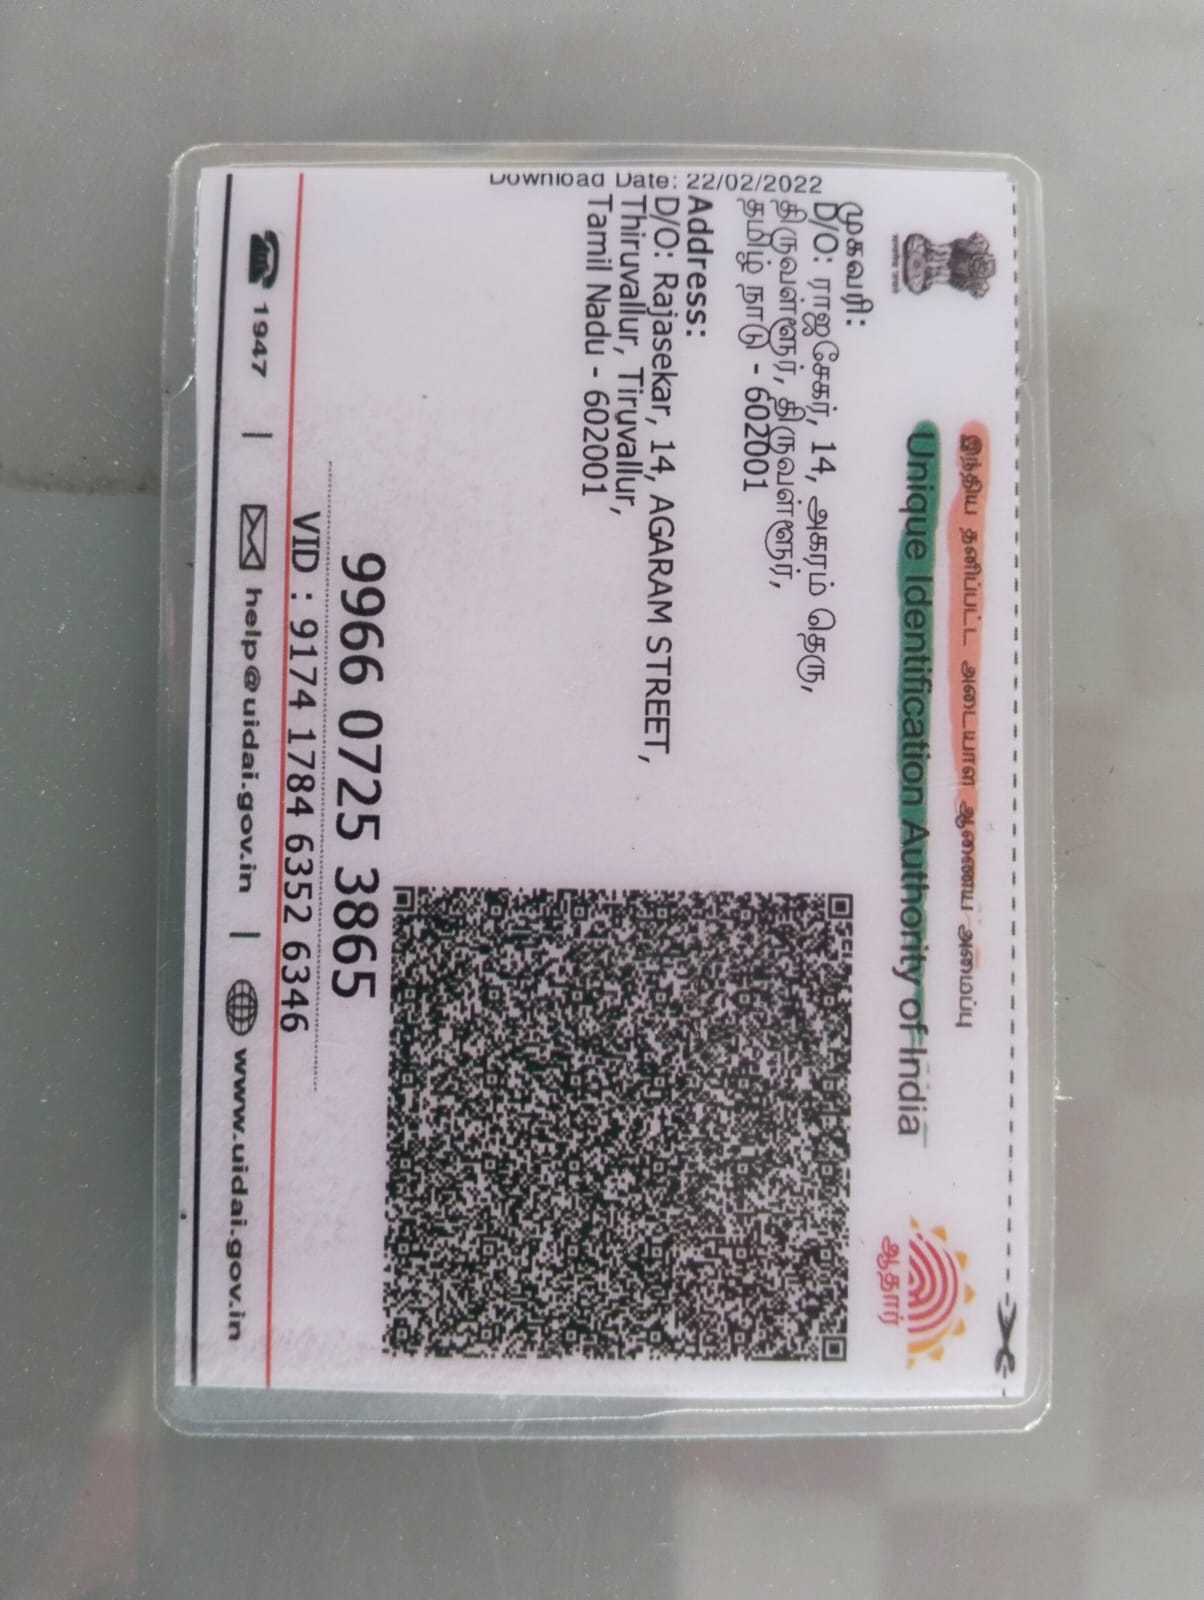 இந்திய தனிப்பட்ட அடையாள ஆணைய அமைப்பு
Unique Identification Authority of India
ஆதார்
Download Date: 22/02/2022
முகவரி:
D/O: ராஜசேகர், 14, அகரம் தெரு,
திருவள்ளூர், திருவள்ளூர்,
தமிழ் நாடு - 602001
Address:
D/O: Rajasekar, 14, AGARAM STREET,
Thiruvallur, Tiruvallur,
Tamil Nadu - 602001
9966 0725 3865
VID : 9174 1784 6352 6346
1947 | help@uidai.gov.in | www.uidai.gov.in